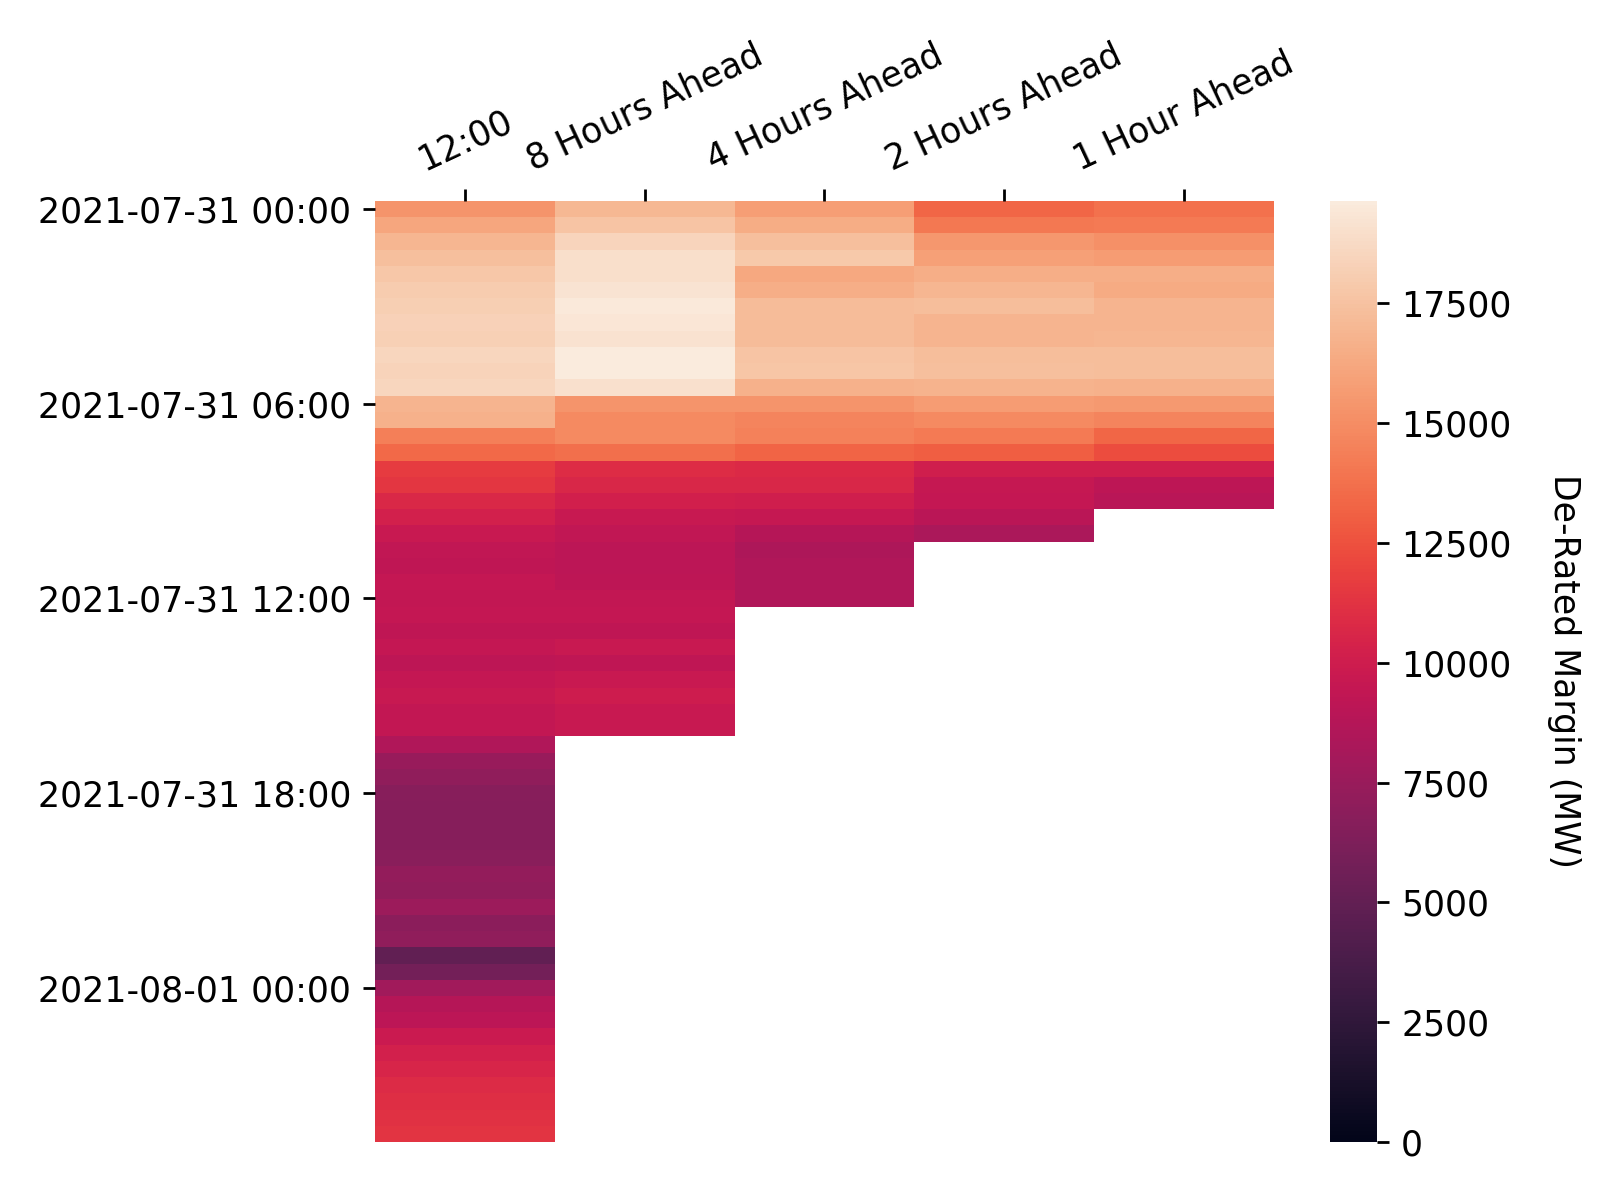 12:00
8 Hours Ahead
4 Hours Ahead
2 Hours Ahead
1 Hour Ahead
2021-07-31 00:00
2021-07-31 06:00
2021-07-31 12:00
2021-07-31 18:00
2021-08-01 00:00
17500
15000
12500
10000
7500
5000
2500
0
De-Rated Margin (MW)